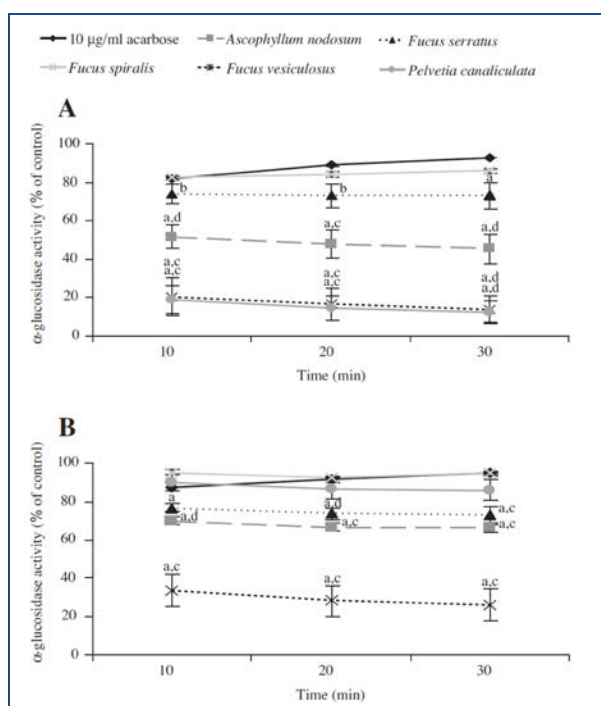 10 µg/ml acarbose Ascophyllum nodosum Fucus serratus
Fucus spiralis Fucus vesiculosus Pelvetia canaliculata
A
α-glucosidase activity (% of control)
100
80
60
40
20
0
b b a
a,d a,c a,d
a,c a,c a,d
a,c a,c a,d
10 20 30
Time (min)
B
α-glucosidase activity (% of control)
100
80
60
40
20
0
a a,d a,c
a,d a,c a,c
a,c a,c a,c
10 20 30
Time (min)